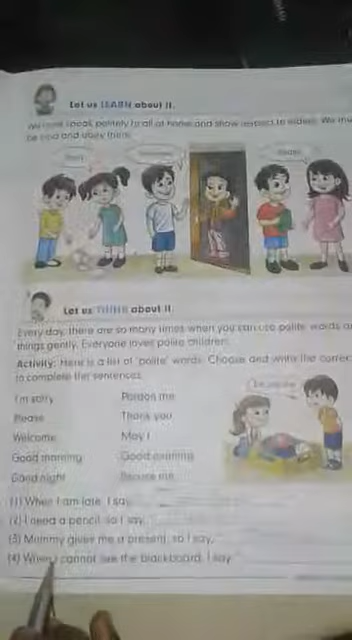 Let us LEARN about it.
We must speak politely to all at home and show respect to elders. We
be kind and obey them.
Please
Let us THINK about it.
Every day, there are so many times when you can use polite words
things gently. Everyone loves polite children.
Activity: Here is a list of 'polite' words. Choose and write the
to complete the sentences.
I'm sorry Pardon me
Please Thank you
Welcome May I
Good morning Good evening
Good night Excuse me
(1) When I am late, I say
(2) I need a pencil, so I say,
(3) Mommy gives me a present, so I say,
(4) When I cannot see the blackboard, I say